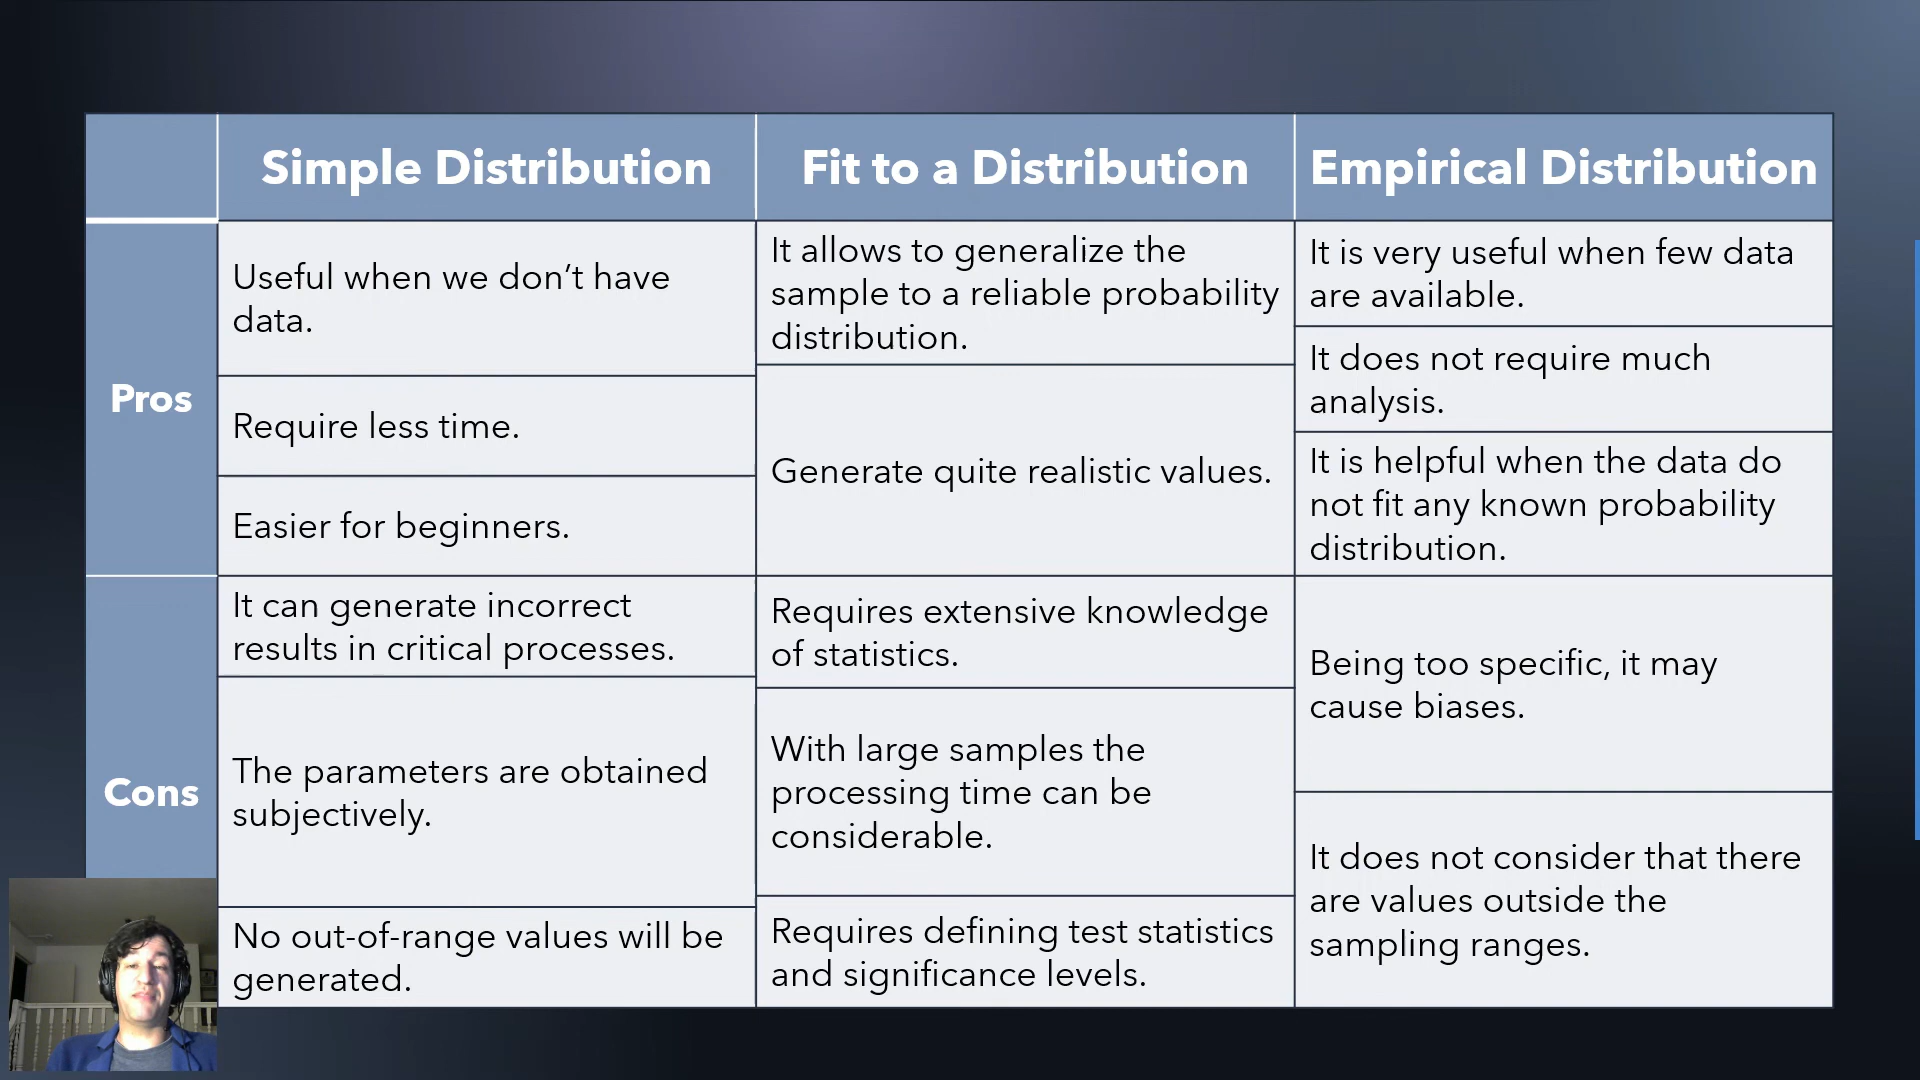 Simple Distribution
Fit to a Distribution
Empirical Distribution
Pros
Useful when we don’t have
data.
Require less time.
Easier for beginners.
It allows to generalize the
sample to a reliable probability
distribution.
Generate quite realistic values.
It is very useful when few data
are available.
It does not require much
analysis.
It is helpful when the data do
not fit any known probability
distribution.
Cons
It can generate incorrect
results in critical processes.
The parameters are obtained
subjectively.
No out-of-range values will be
generated.
Requires extensive knowledge
of statistics.
With large samples the
processing time can be
considerable.
Requires defining test statistics
and significance levels.
Being too specific, it may
cause biases.
It does not consider that there
are values outside the
sampling ranges.